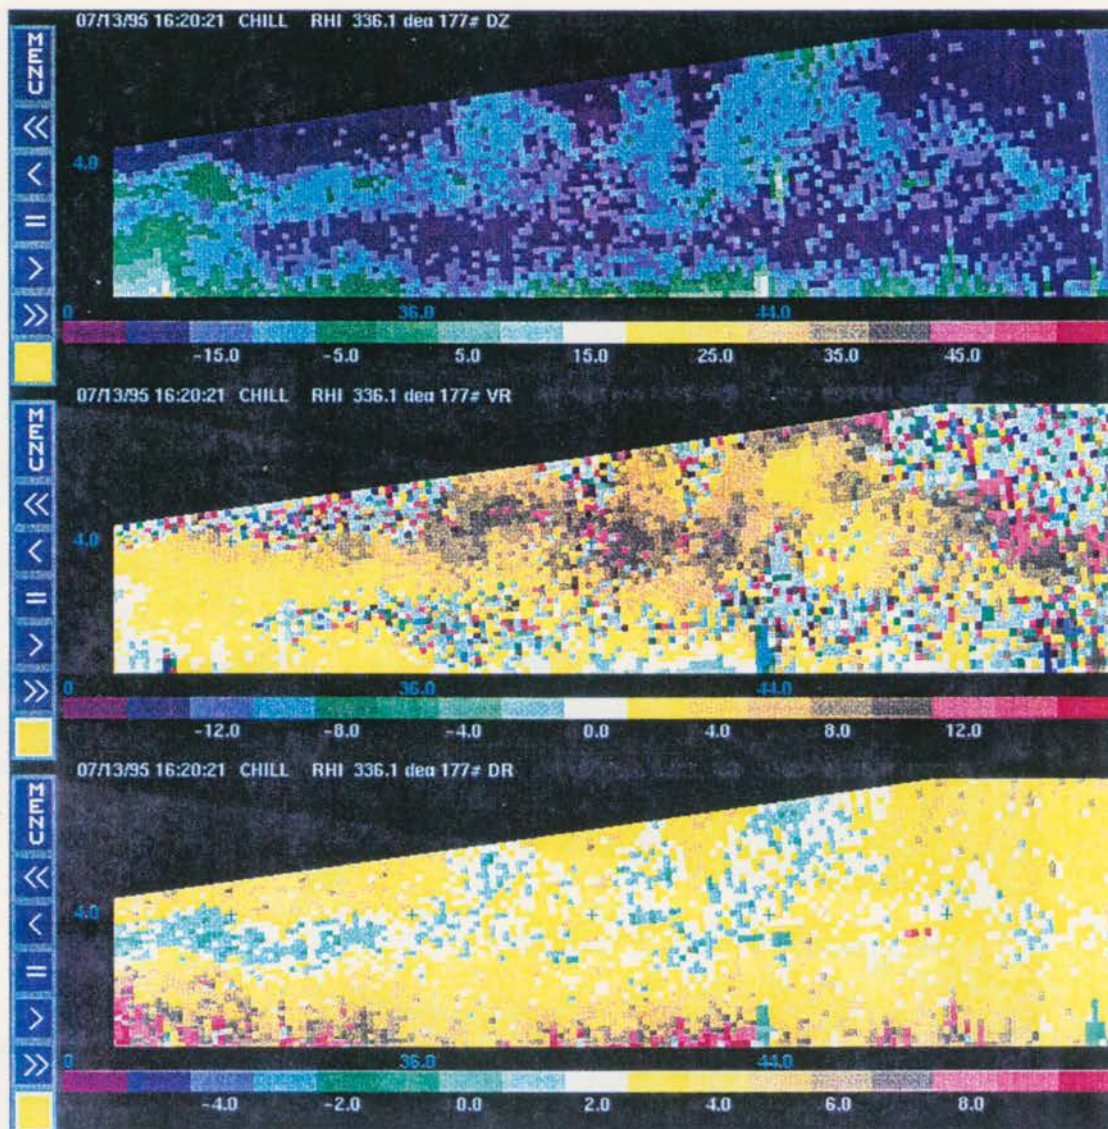 07/13/95 16:20:21 CHILL RHI 336.1 deg 177# DZ
MENU
<<
<
4.0
=
>
>>
0 36.0 44.0
-15.0 -5.0 5.0 15.0 25.0 35.0 45.0
07/13/95 16:20:21 CHILL RHI 336.1 deg 177# VR
MENU
<<
<
4.0
=
>
>>
0 36.0 44.0
-12.0 -8.0 -4.0 0.0 4.0 8.0 12.0
07/13/95 16:20:21 CHILL RHI 336.1 deg 177# DR
MENU
<<
<
4.0
=
>
>>
0 36.0 44.0
-4.0 -2.0 0.0 2.0 4.0 6.0 8.0